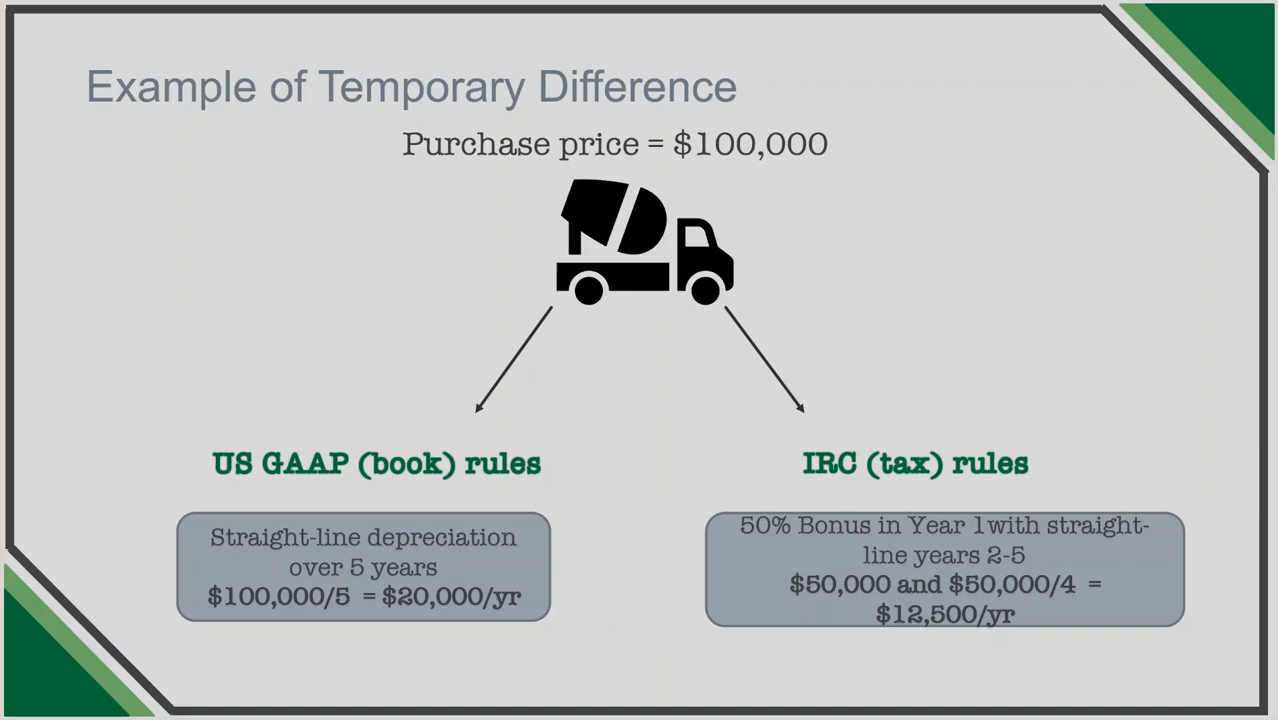 Example of Temporary Difference
Purchase price = $100,000
US GAAP (book) rules
IRC (tax) rules
Straight-line depreciation
over 5 years
$100,000/5 = $20,000/yr
50% Bonus in Year 1with straight-
line years 2-5
$50,000 and $50,000/4 =
$12,500/yr